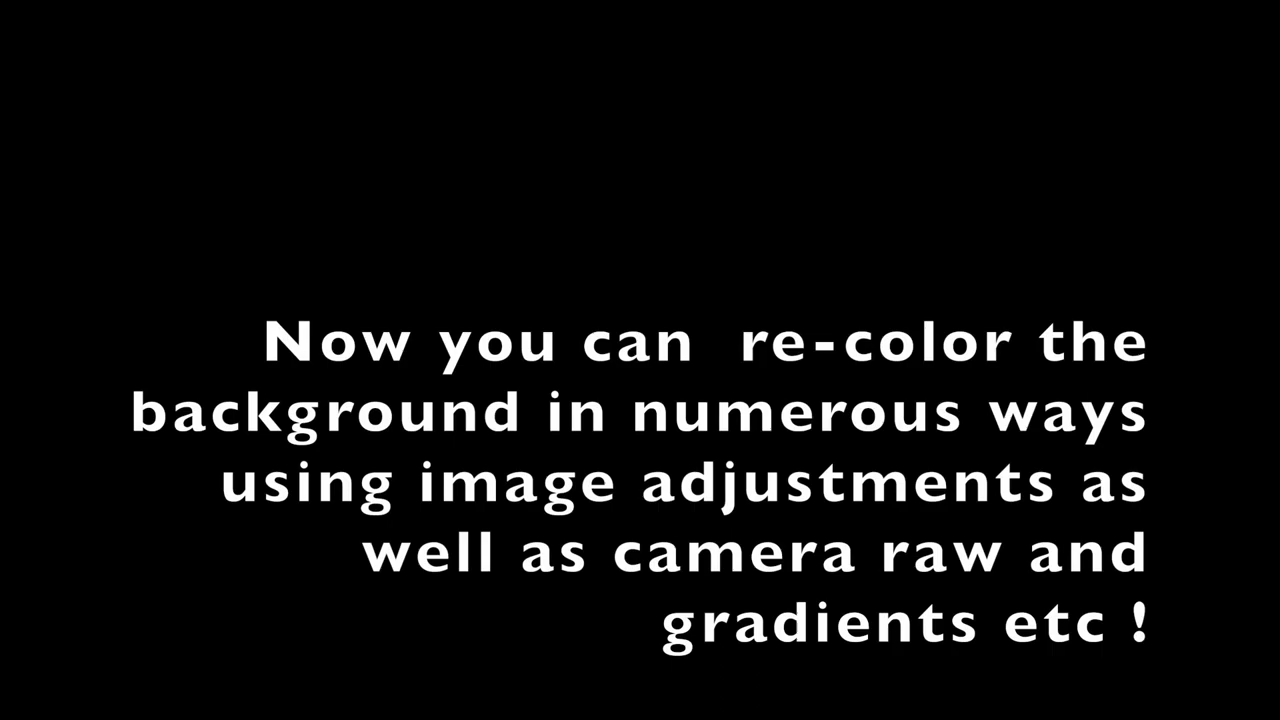 Now you can  re-color the
background in numerous ways
using image adjustments as
well as camera raw and
gradients etc !